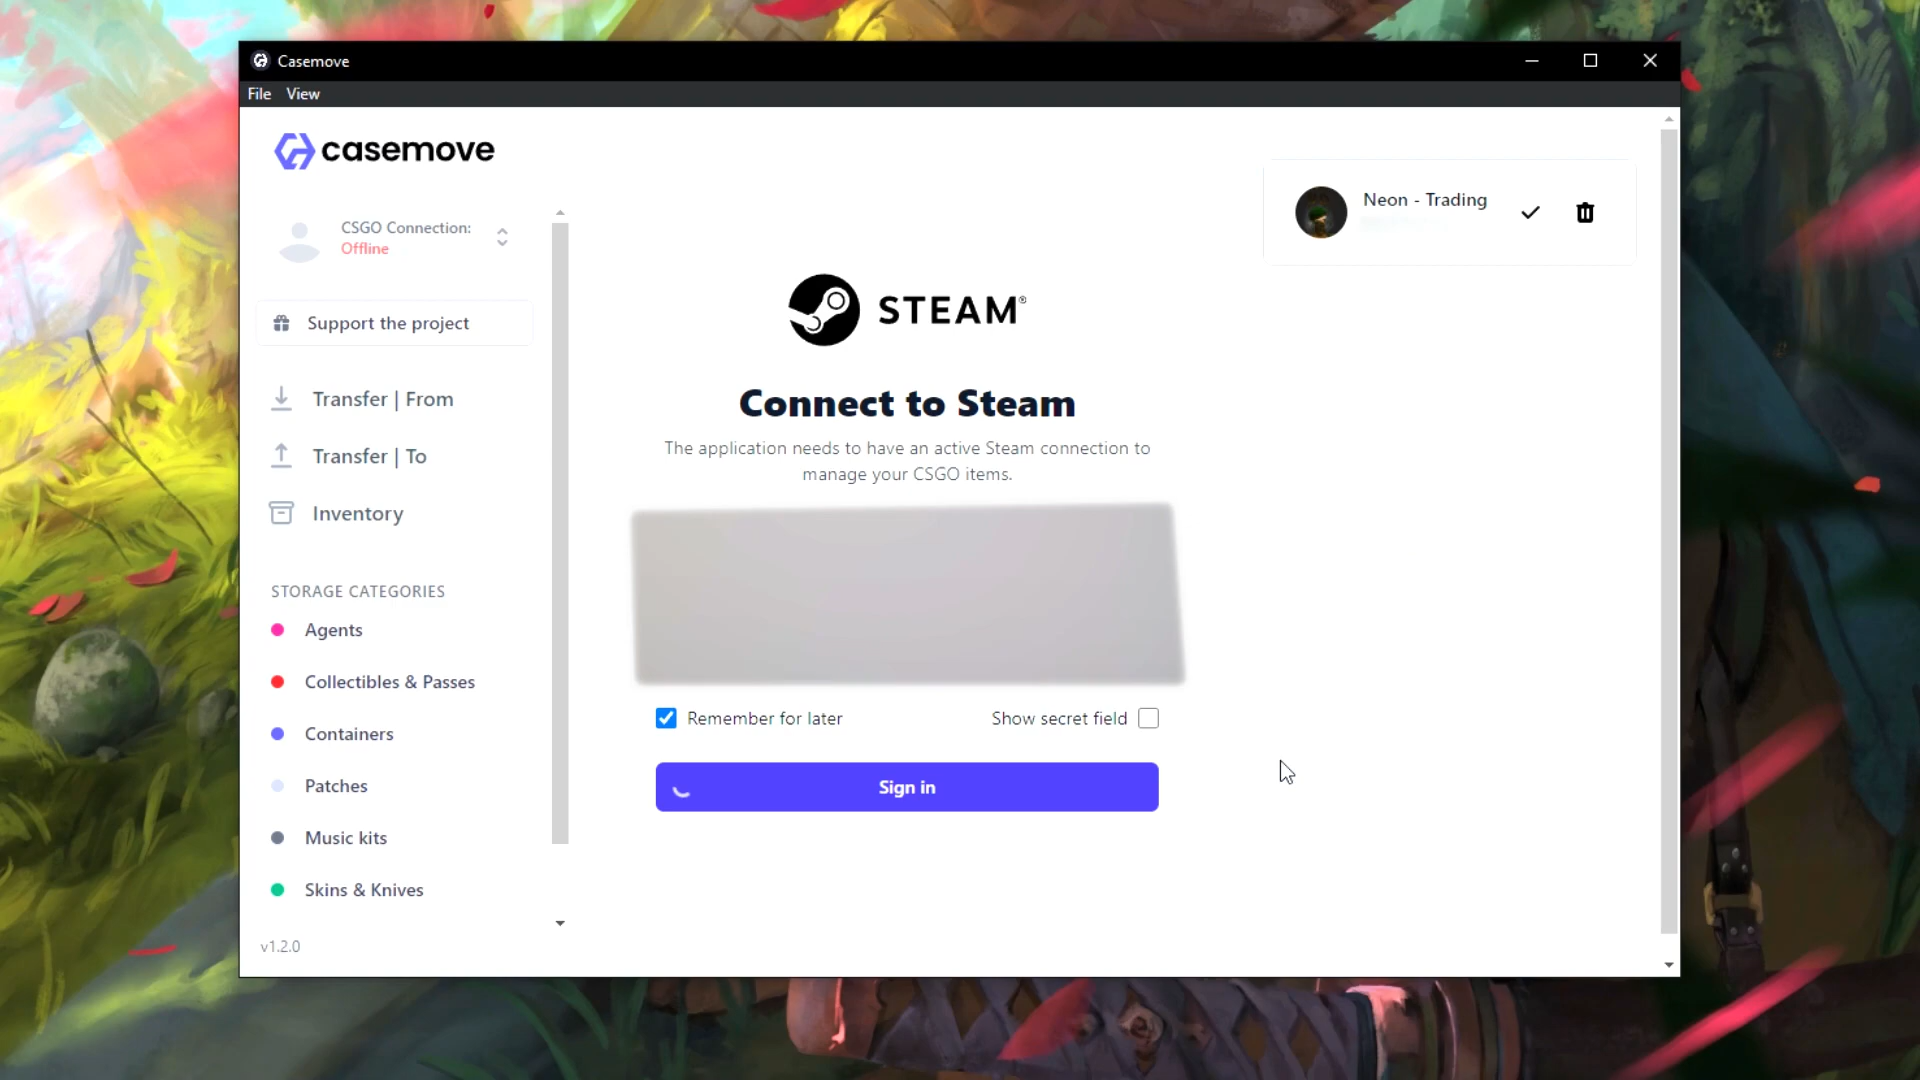 Casemove
File View
casemove
CSGO Connection:
Offline
Support the project
Transfer | From
Transfer | To
Inventory
STORAGE CATEGORIES
Agents
Collectibles & Passes
Containers
Patches
Music kits
Skins & Knives
v1.2.0
STEAM®
Connect to Steam
The application needs to have an active Steam connection to
manage your CSGO items.
Remember for later
Show secret field
Sign in
Neon - Trading